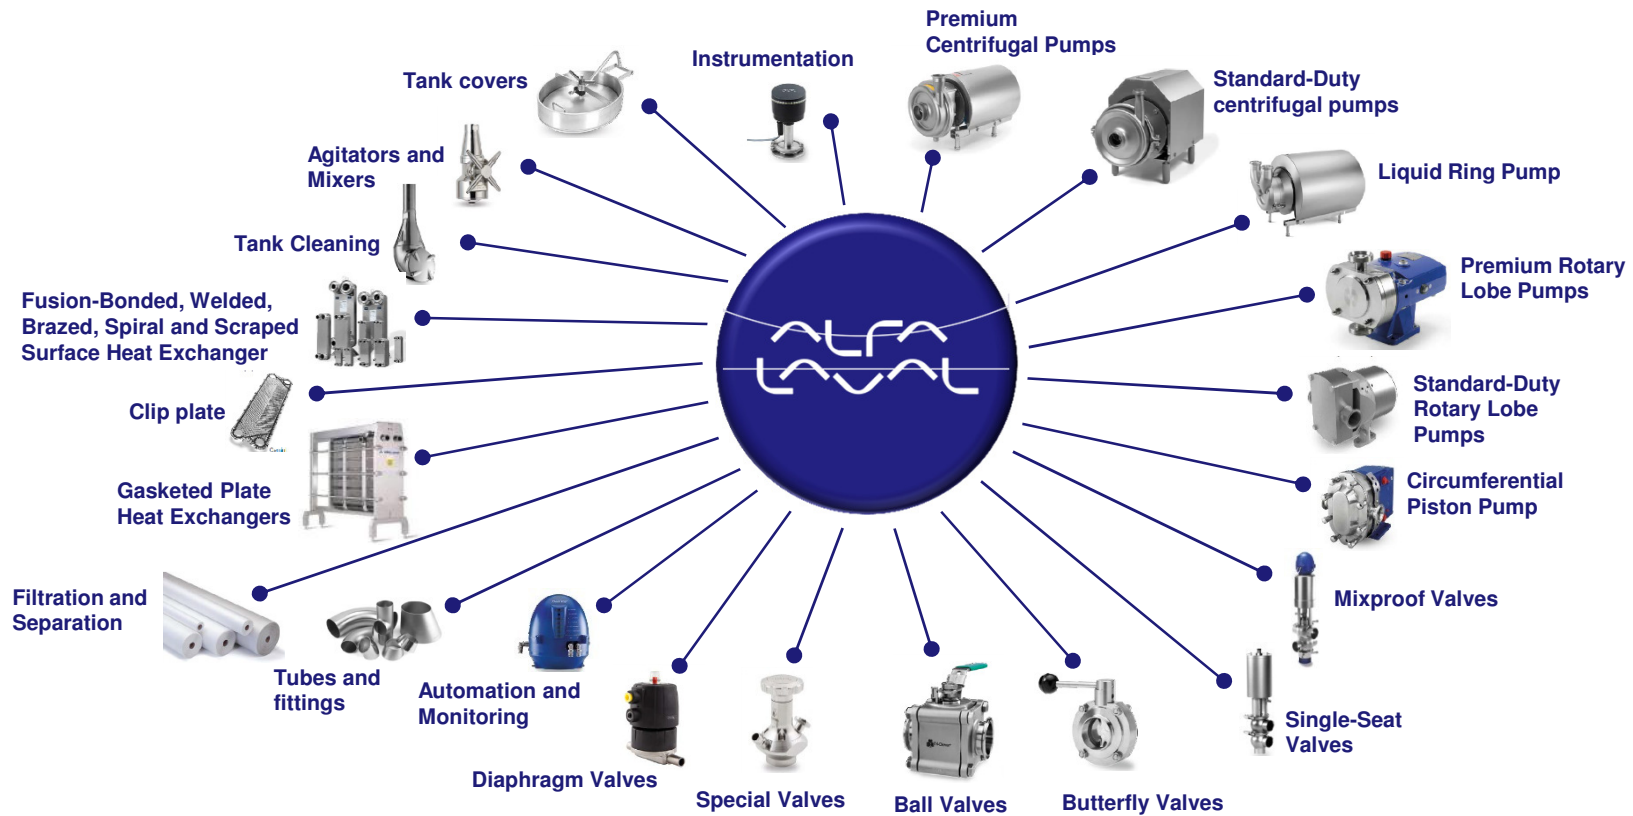 Premium
Centrifugal Pumps
Instrumentation
Tank covers
Standard-Duty
centrifugal pumps
Agitators and
Mixers
Liquid Ring Pump
Tank Cleaning
Premium Rotary
Lobe Pumps
Fusion-Bonded, Welded,
Brazed, Spiral and Scraped
Surface Heat Exchanger
ALFA
LAVAL
Clip plate
Standard-Duty
Rotary Lobe
Pumps
Gasketed Plate
Heat Exchangers
Circumferential
Piston Pump
Filtration and
Separation
Mixproof Valves
Tubes and
fittings
Automation and
Monitoring
Single-Seat
Valves
Diaphragm Valves
Special Valves
Ball Valves
Butterfly Valves